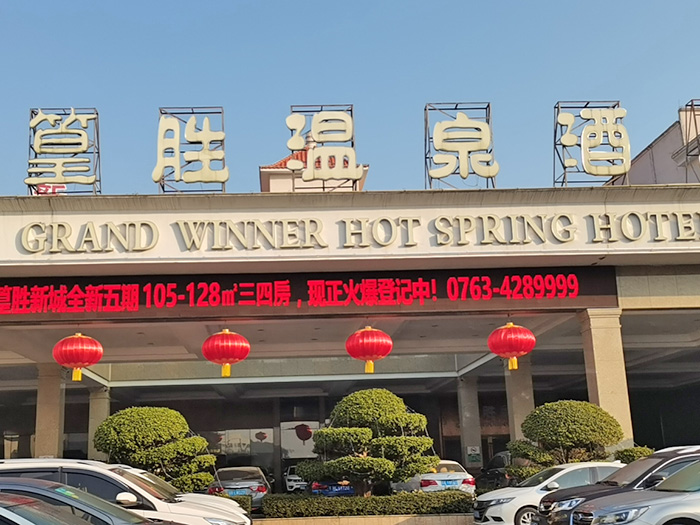 篁胜温泉酒
GRAND WINNER HOT SPRING HOTE
篁胜新城全新五期 105-128㎡三四房，现正火爆登记中！0763-4289999